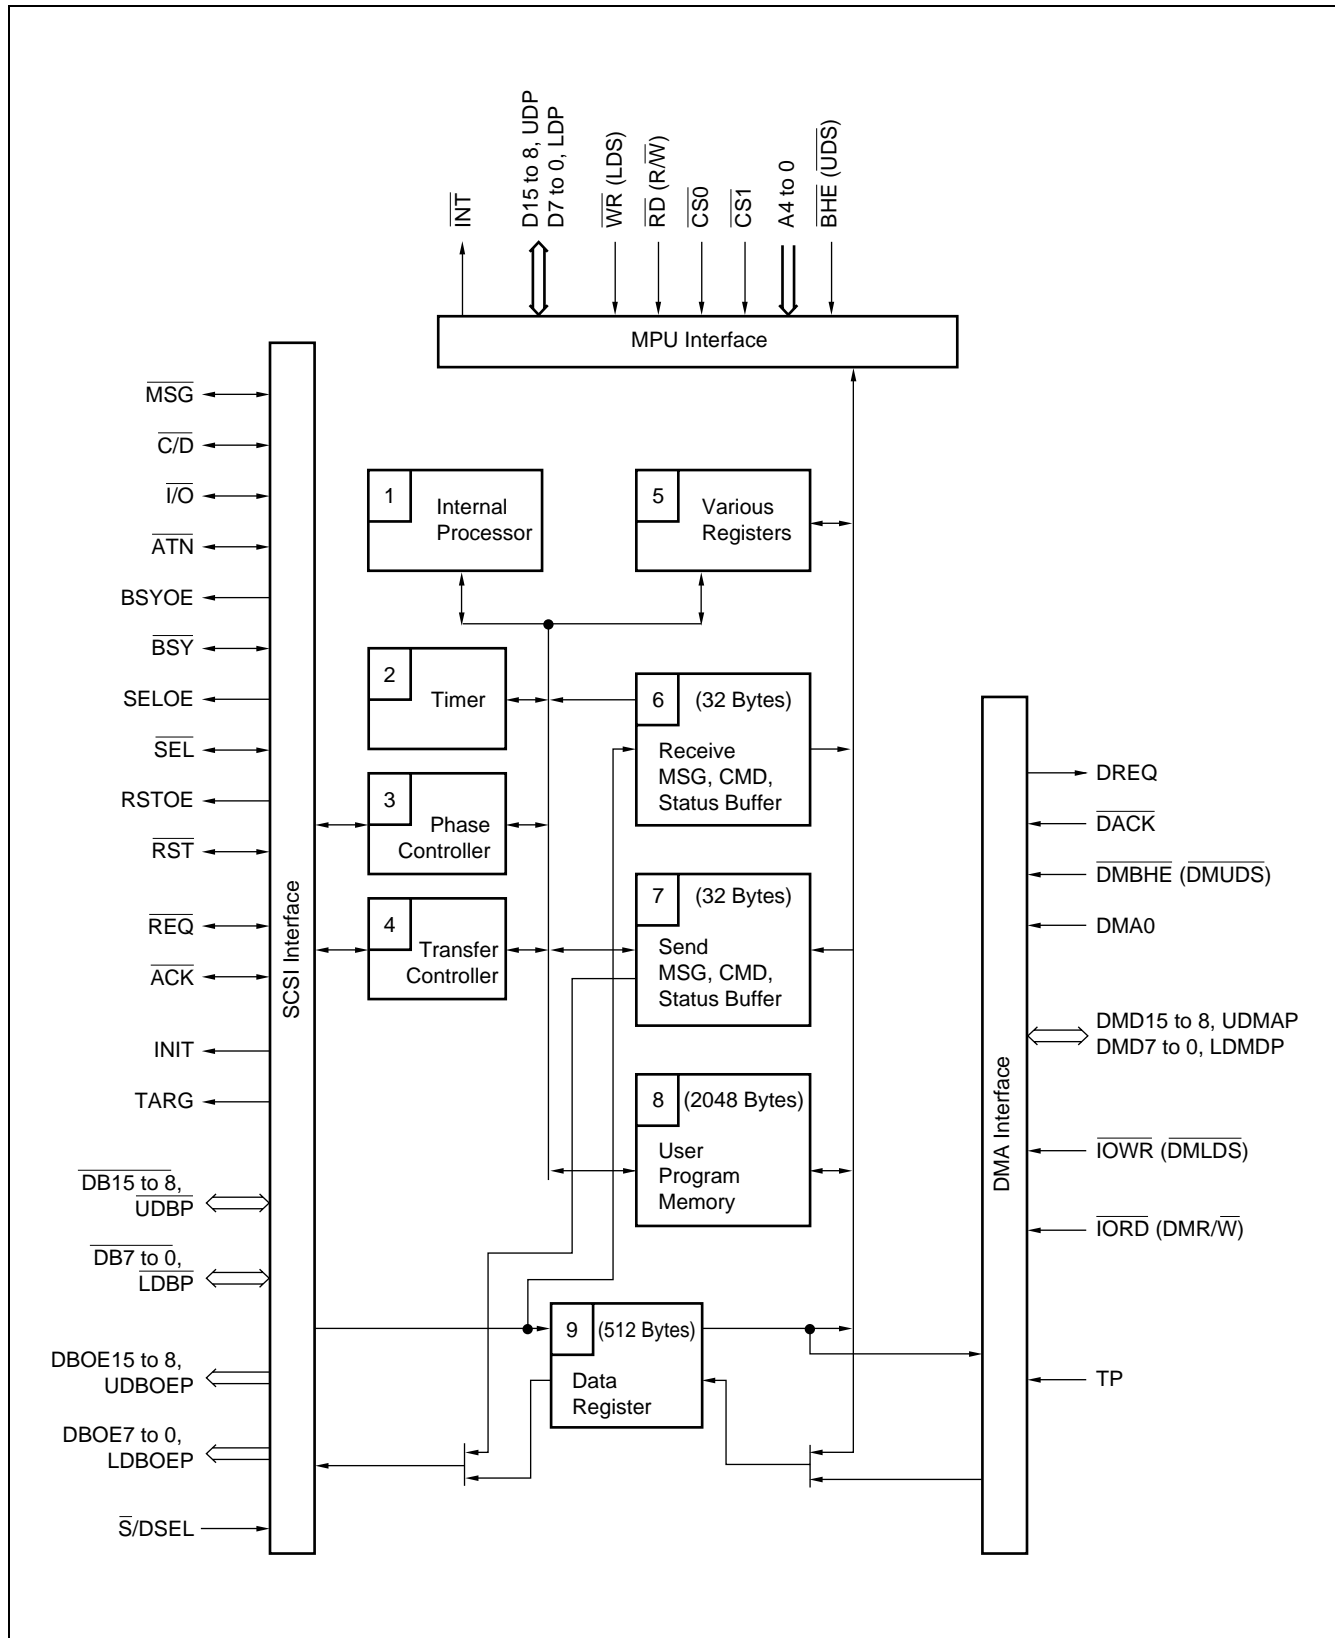 INT
D15 to 8, UDP
D7 to 0, LDP
WR (LDS)
RD (R/W)
CS0
CS1
A4 to 0
BHE (UDS)
MPU Interface
SCSI Interface
MSG
C/D
I/O
ATN
BSYOE
BSY
SELOE
SEL
RSTOE
RST
REQ
ACK
INIT
TARG
DB15 to 8,
UDBP
DB7 to 0,
LDBP
DBOE15 to 8,
UDBOEP
DBOE7 to 0,
LDBOEP
S/DSEL
1
Internal
Processor
2
Timer
3
Phase
Controller
4
Transfer
Controller
5
Various
Registers
6 (32 Bytes)
Receive
MSG, CMD,
Status Buffer
7 (32 Bytes)
Send
MSG, CMD,
Status Buffer
8 (2048 Bytes)
User
Program
Memory
9 (512 Bytes)
Data
Register
DMA Interface
DREQ
DACK
DMBHE (DMUDS)
DMA0
DMD15 to 8, UDMAP
DMD7 to 0, LDMDP
IOWR (DMLDS)
IORD (DMR/W)
TP